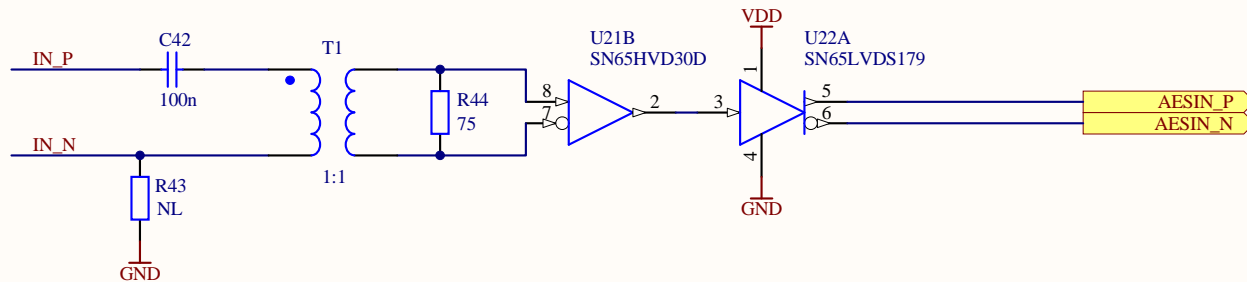 VDD
U21B
SN65HVD30D
U22A
SN65LVDS179
C42
T1
IN_P
100n
R44
75
8
7
2
3
1
4
5
6
AESIN_P
AESIN_N
IN_N
R43
NL
1:1
GND
GND